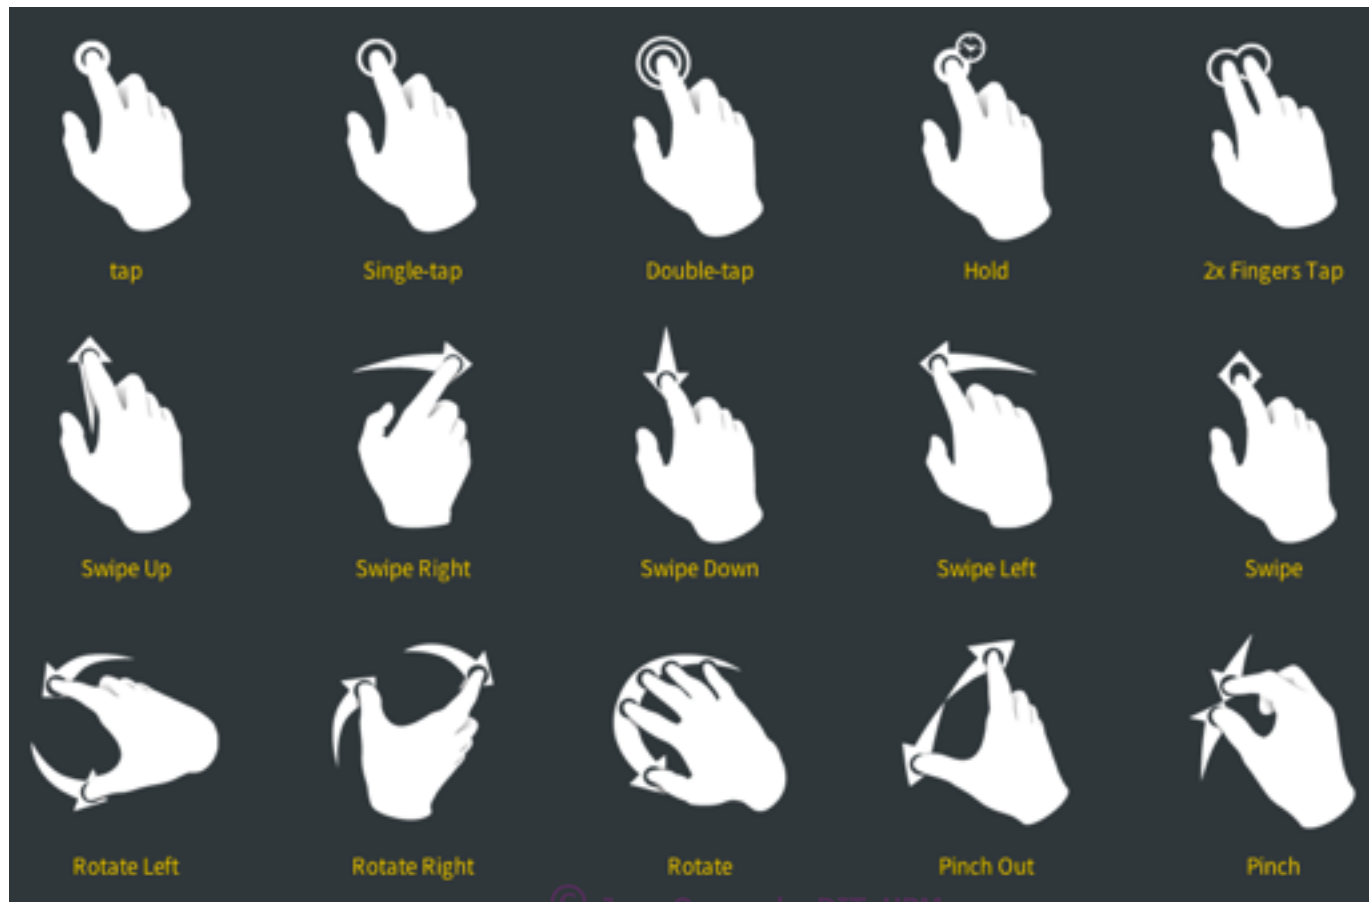 tap
Single-tap
Double-tap
Hold
2x Fingers Tap
Swipe Up
Swipe Right
Swipe Down
Swipe Left
Swipe
Rotate Left
Rotate Right
Rotate
Pinch Out
Pinch